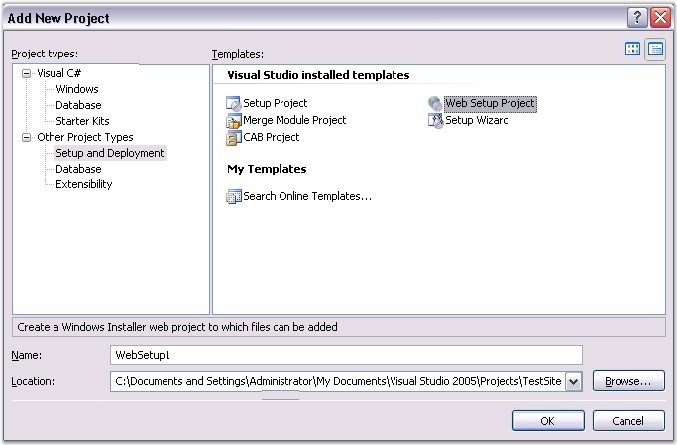 Add New Project
Project types:
Visual C#
Windows
Database
Starter Kits
Other Project Types
Setup and Deployment
Database
Extensibility
Templates:
Visual Studio installed templates
Setup Project
Web Setup Project
Merge Module Project
Setup Wizarc
CAB Project
My Templates
Search Online Templates...
Create a Windows Installer web project to which files can be added
Name:
WebSetup1
Location:
C:\Documents and Settings\Administrator\My Documents\Visual Studio 2005\Projects\TestSite
Browse...
OK
Cancel